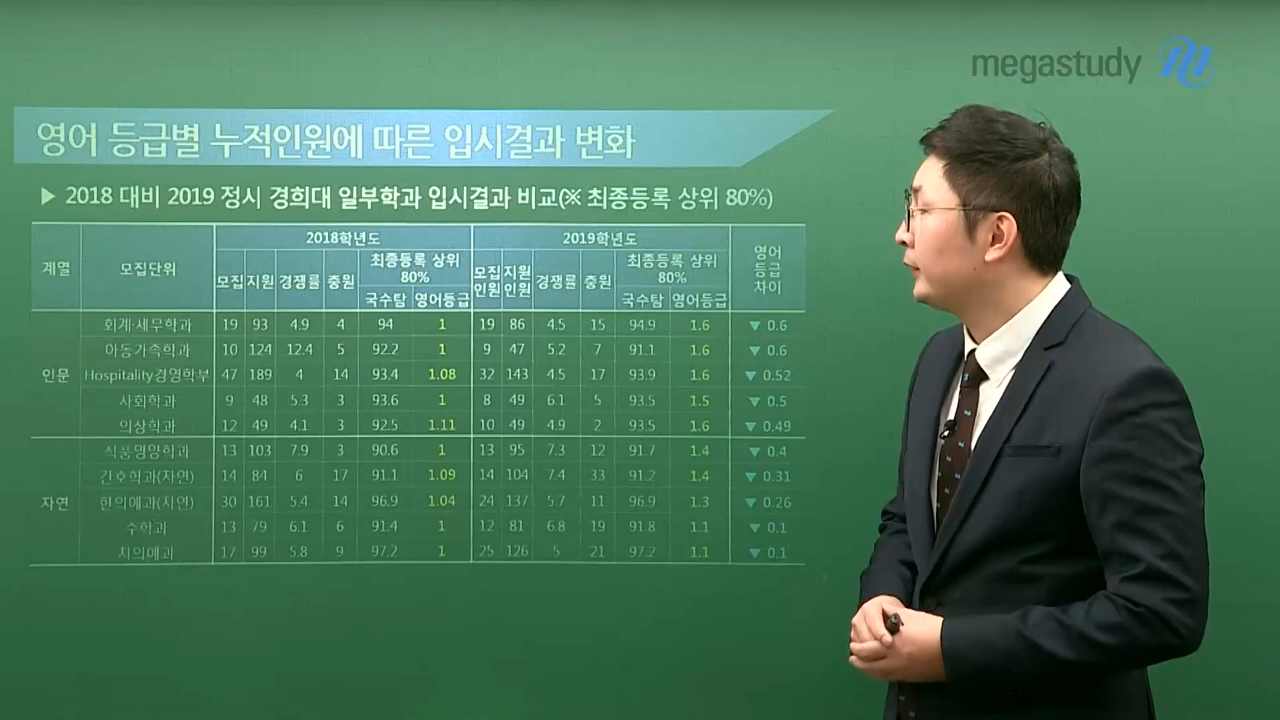 megastudy
영어 등급별 누적인원에 따른 입시결과 변화
▶ 2018 대비 2019 정시 경희대 일부학과 입시결과 비교(※ 최종등록 상위 80%)
계열 모집단위 2018학년도 2019학년도 영어 등급 차이
모집 지원 경쟁률 충원 최종등록 상위 80% 모집인원 지원인원 경쟁률 충원 최종등록 상위 80%
국수탐 영어등급 국수탐 영어등급
인문
회계·세무학과 19 93 4.9 4 94 1 19 86 4.5 15 94.9 1.6 ▼ 0.6
아동가족학과 10 124 12.4 5 92.2 1 9 47 5.2 7 91.1 1.6 ▼ 0.6
Hospitality경영학부 47 189 4 14 93.4 1.08 32 143 4.5 17 93.9 1.6 ▼ 0.52
사회학과 9 48 5.3 3 93.6 1 8 49 6.1 5 93.5 1.5 ▼ 0.5
의상학과 12 49 4.1 3 92.5 1.11 10 49 4.9 2 93.5 1.6 ▼ 0.49
자연
식품영양학과 13 103 7.9 3 90.6 1 13 95 7.3 12 91.7 1.4 ▼ 0.4
간호학과(자연) 14 84 6 17 91.1 1.09 14 104 7.4 33 91.2 1.4 ▼ 0.31
한의예과(자연) 30 161 5.4 14 96.9 1.04 24 137 5.7 11 96.9 1.3 ▼ 0.26
수학과 13 79 6.1 6 91.4 1 12 81 6.8 19 91.8 1.1 ▼ 0.1
치의예과 17 99 5.8 9 97.2 1 25 126 5 21 97.2 1.1 ▼ 0.1